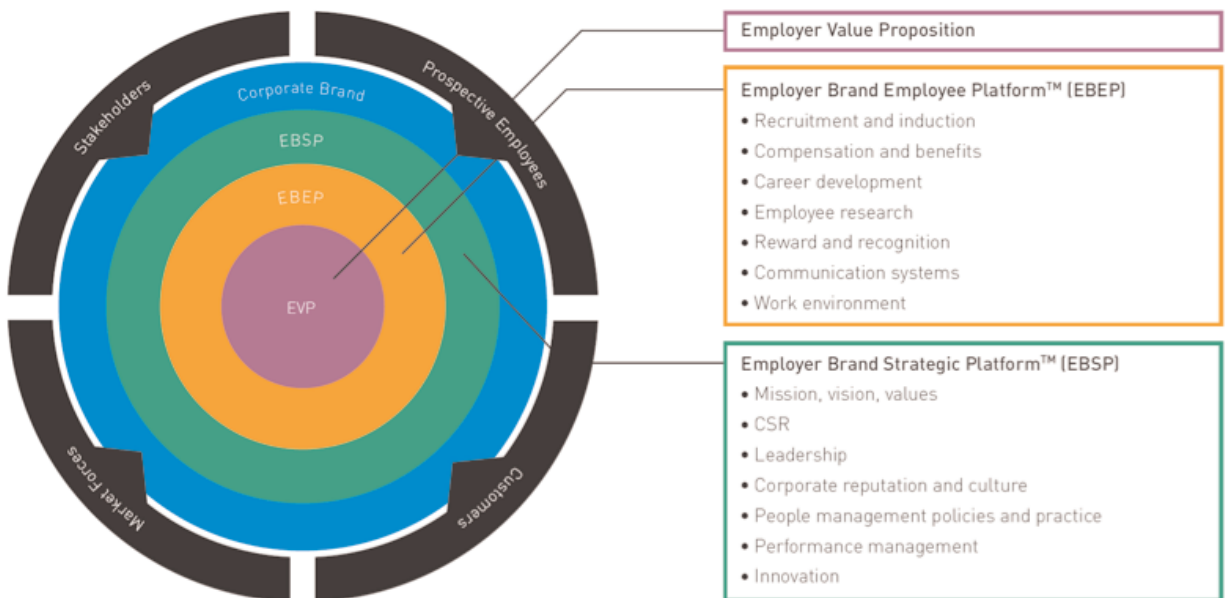 Stakeholders
Prospective Employees
Corporate Brand
EBSP
EBEP
EVP
Market Forces
Customers
Employer Value Proposition
Employer Brand Employee Platform™ (EBEP)
• Recruitment and induction
• Compensation and benefits
• Career development
• Employee research
• Reward and recognition
• Communication systems
• Work environment
Employer Brand Strategic Platform™ (EBSP)
• Mission, vision, values
• CSR
• Leadership
• Corporate reputation and culture
• People management policies and practice
• Performance management
• Innovation